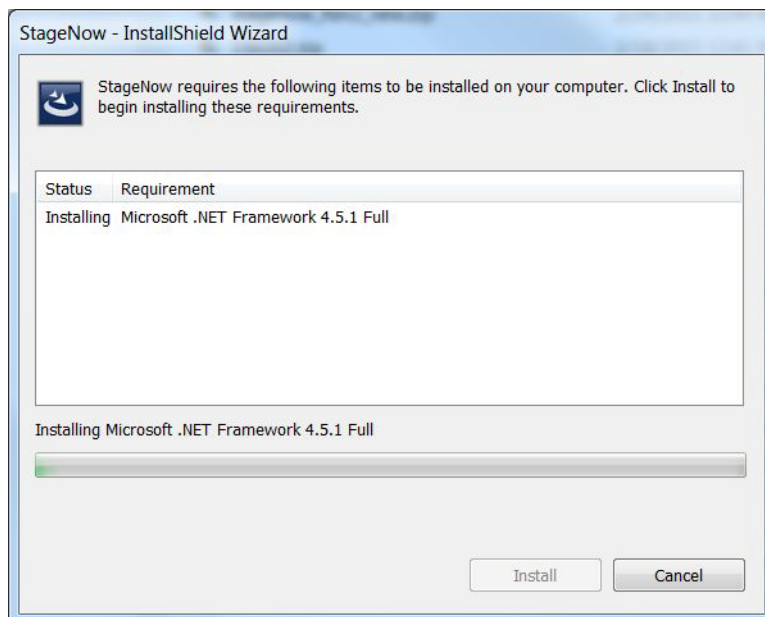 StageNow - InstallShield Wizard
StageNow requires the following items to be installed on your computer. Click Install to
begin installing these requirements.
Status Requirement
Installing Microsoft .NET Framework 4.5.1 Full
Installing Microsoft .NET Framework 4.5.1 Full
Install Cancel